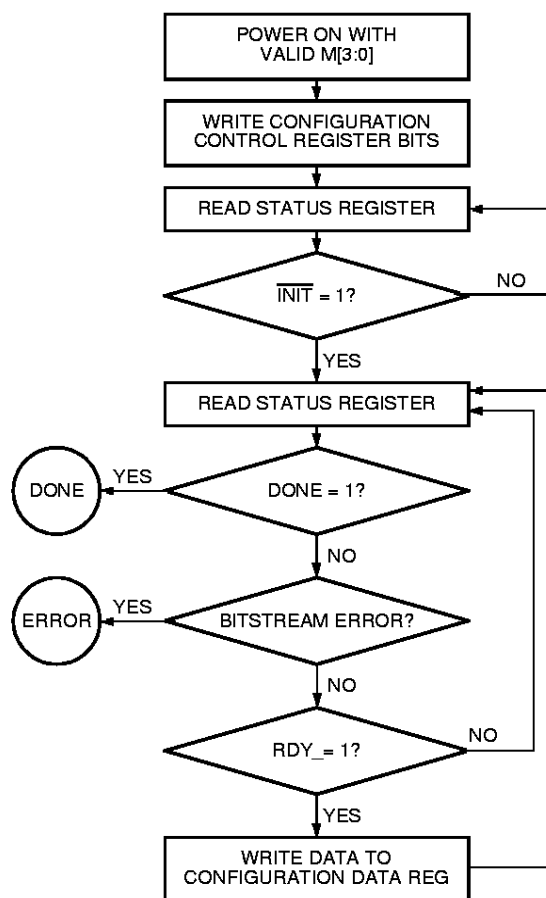 POWER ON WITH
VALID M[3:0]
WRITE CONFIGURATION
CONTROL REGISTER BITS
READ STATUS REGISTER
INIT = 1?
NO
YES
READ STATUS REGISTER
YES
DONE
DONE = 1?
NO
YES
ERROR
BITSTREAM ERROR?
NO
RDY_= 1?
NO
YES
WRITE DATA TO
CONFIGURATION DATA REG